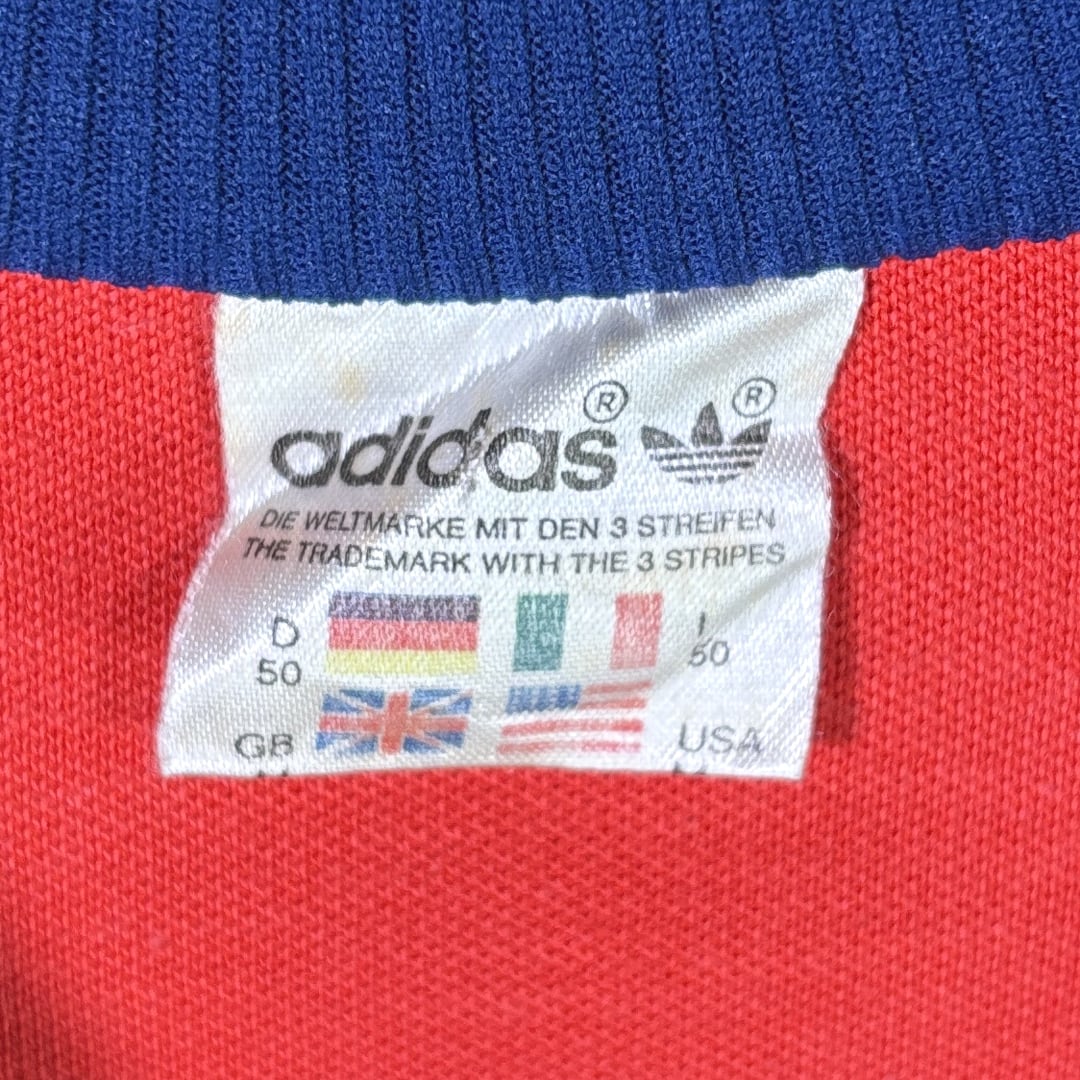 adidas ® ®
DIE WELTMARKE MIT DEN 3 STREIFEN
THE TRADEMARK WITH THE 3 STRIPES
D
50
I
50
GB
USA